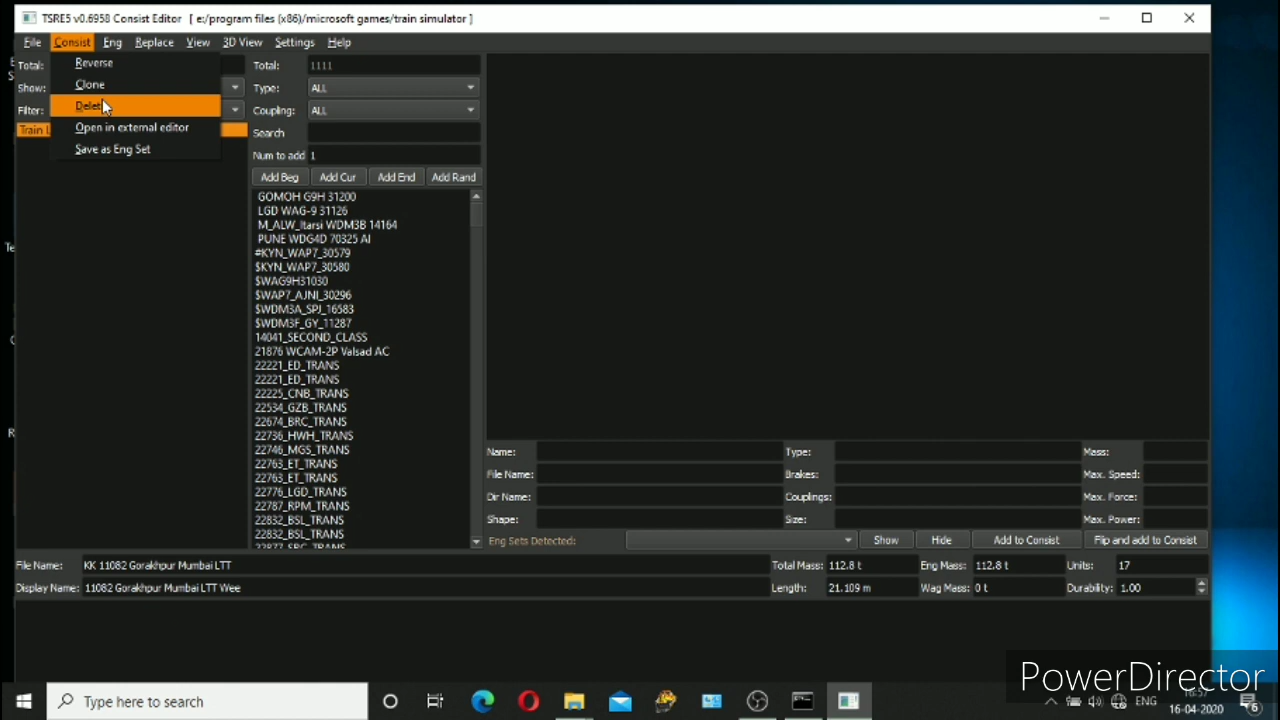 TSRE5 v0.6958 Consist Editor [ e:/program files (x86)/microsoft games/train simulator ]
File Consist Eng Replace View 3D View Settings Help
Total:
Show:
Filter:
Train
Reverse
Clone
Delet
Open in external editor
Save as Eng Set
Total: 1111
Type: ALL
Coupling: ALL
Search
Num to add 1
Add Beg Add Cur Add End Add Rand
GOMOH G9H 31200
LGD WAG-9 31126
M_ALW_Itarsi WDM3B 14164
PUNE WDG4D 70325 AI
#KYN_WAP7_30579
$KYN_WAP7_30580
$WAG9H31030
$WAP7_AJNI_30296
$WDM3A_SPJ_16583
$WDM3F_GY_11287
14041_SECOND_CLASS
21876 WCAM-2P Valsad AC
22221_ED_TRANS
22221_ED_TRANS
22225_CNB_TRANS
22534_GZB_TRANS
22674_BRC_TRANS
22736_HWH_TRANS
22746_MGS_TRANS
22763_ET_TRANS
22763_ET_TRANS
22776_LGD_TRANS
22787_RPM_TRANS
22832_BSL_TRANS
22832_BSL_TRANS
Name: Type: Mass:
File Name: Brakes: Max. Speed:
Dir Name: Couplings: Max. Force:
Shape: Size: Max. Power:
Eng Sets Detected: Show Hide Add to Consist Flip and add to Consist
File Name: KK 11082 Gorakhpur Mumbai LTT Total Mass: 112.8 t Eng Mass: 112.8 t Units: 17
Display Name: 11082 Gorakhpur Mumbai LTT Wee Length: 21.109 m Wag Mass: 0 t Durability: 1.00
PowerDirector
Type here to search
ENG
16-04-2020
6